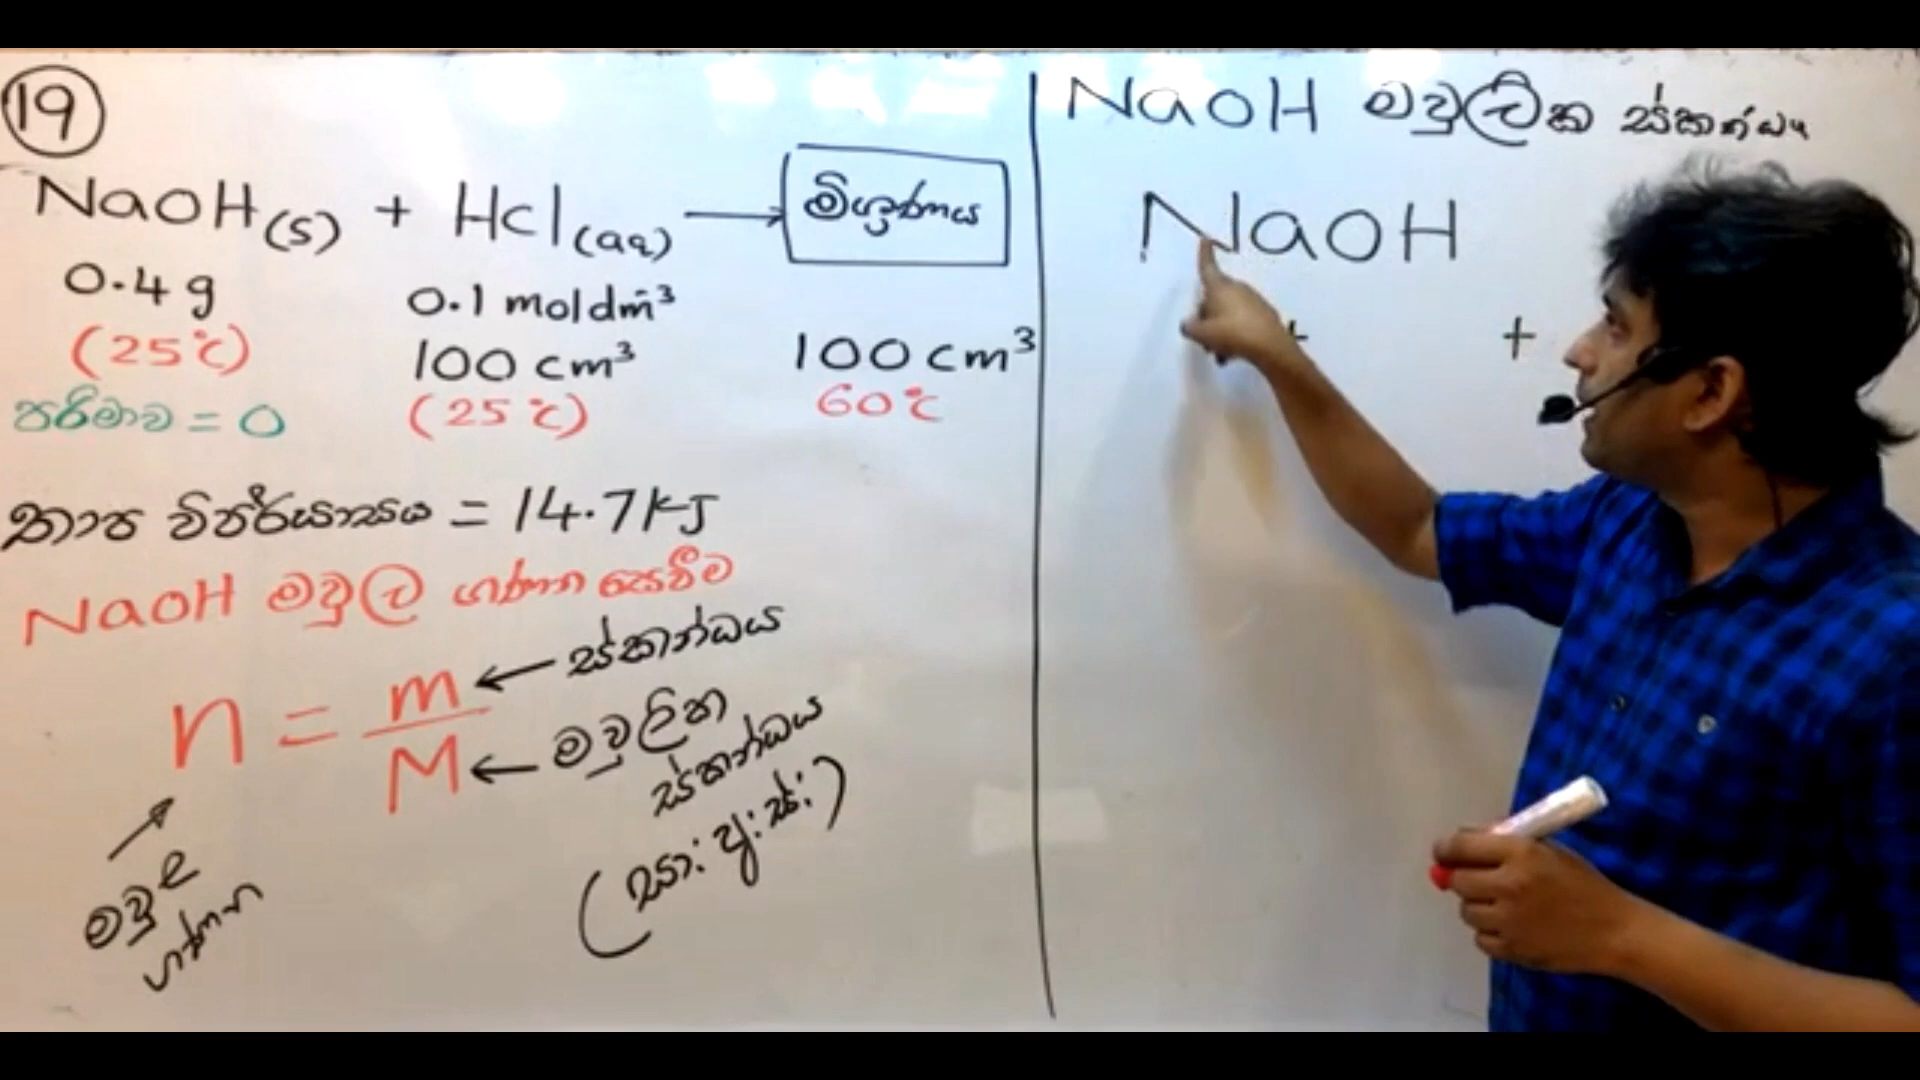 19
NaOH(s) + HCl(aq) → මිශ්‍රණය
0.4 g
0.1 moldm⁻³
(25°C)
100 cm³
100 cm³
පරිමාව = 0
(25°C)
60°C
තාප විපර්යාසය = 14.7 kJ
NaOH මවුල ගණන සෙවීම
n = m/M
← ස්කන්ධය
← මවුලික
ස්කන්ධය
(සා: අ: ස්:)
මවුල
ගණන
NaOH මවුලික ස්කන්ධය
NaOH
+ +